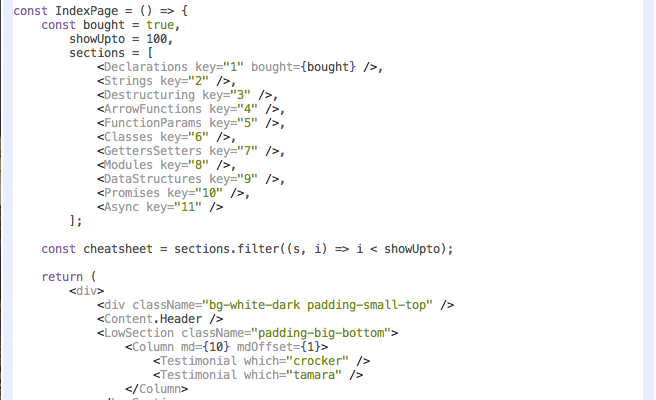 const IndexPage = () => {
    const bought = true,
        showUpto = 100,
        sections = [
            <Declarations key="1" bought={bought} />,
            <Strings key="2" />,
            <Destructuring key="3" />,
            <ArrowFunctions key="4" />,
            <FunctionParams key="5" />,
            <Classes key="6" />,
            <GettersSetters key="7" />,
            <Modules key="8" />,
            <DataStructures key="9" />,
            <Promises key="10" />,
            <Async key="11" />
        ];
    const cheatsheet = sections.filter((s, i) => i < showUpto);
    return (
        <div>
            <div className="bg-white-dark padding-small-top" />
            <Content.Header />
            <LowSection className="padding-big-bottom">
                <Column md={10} mdOffset={1}>
                    <Testimonial which="crocker" />
                    <Testimonial which="tamara" />
                </Column>